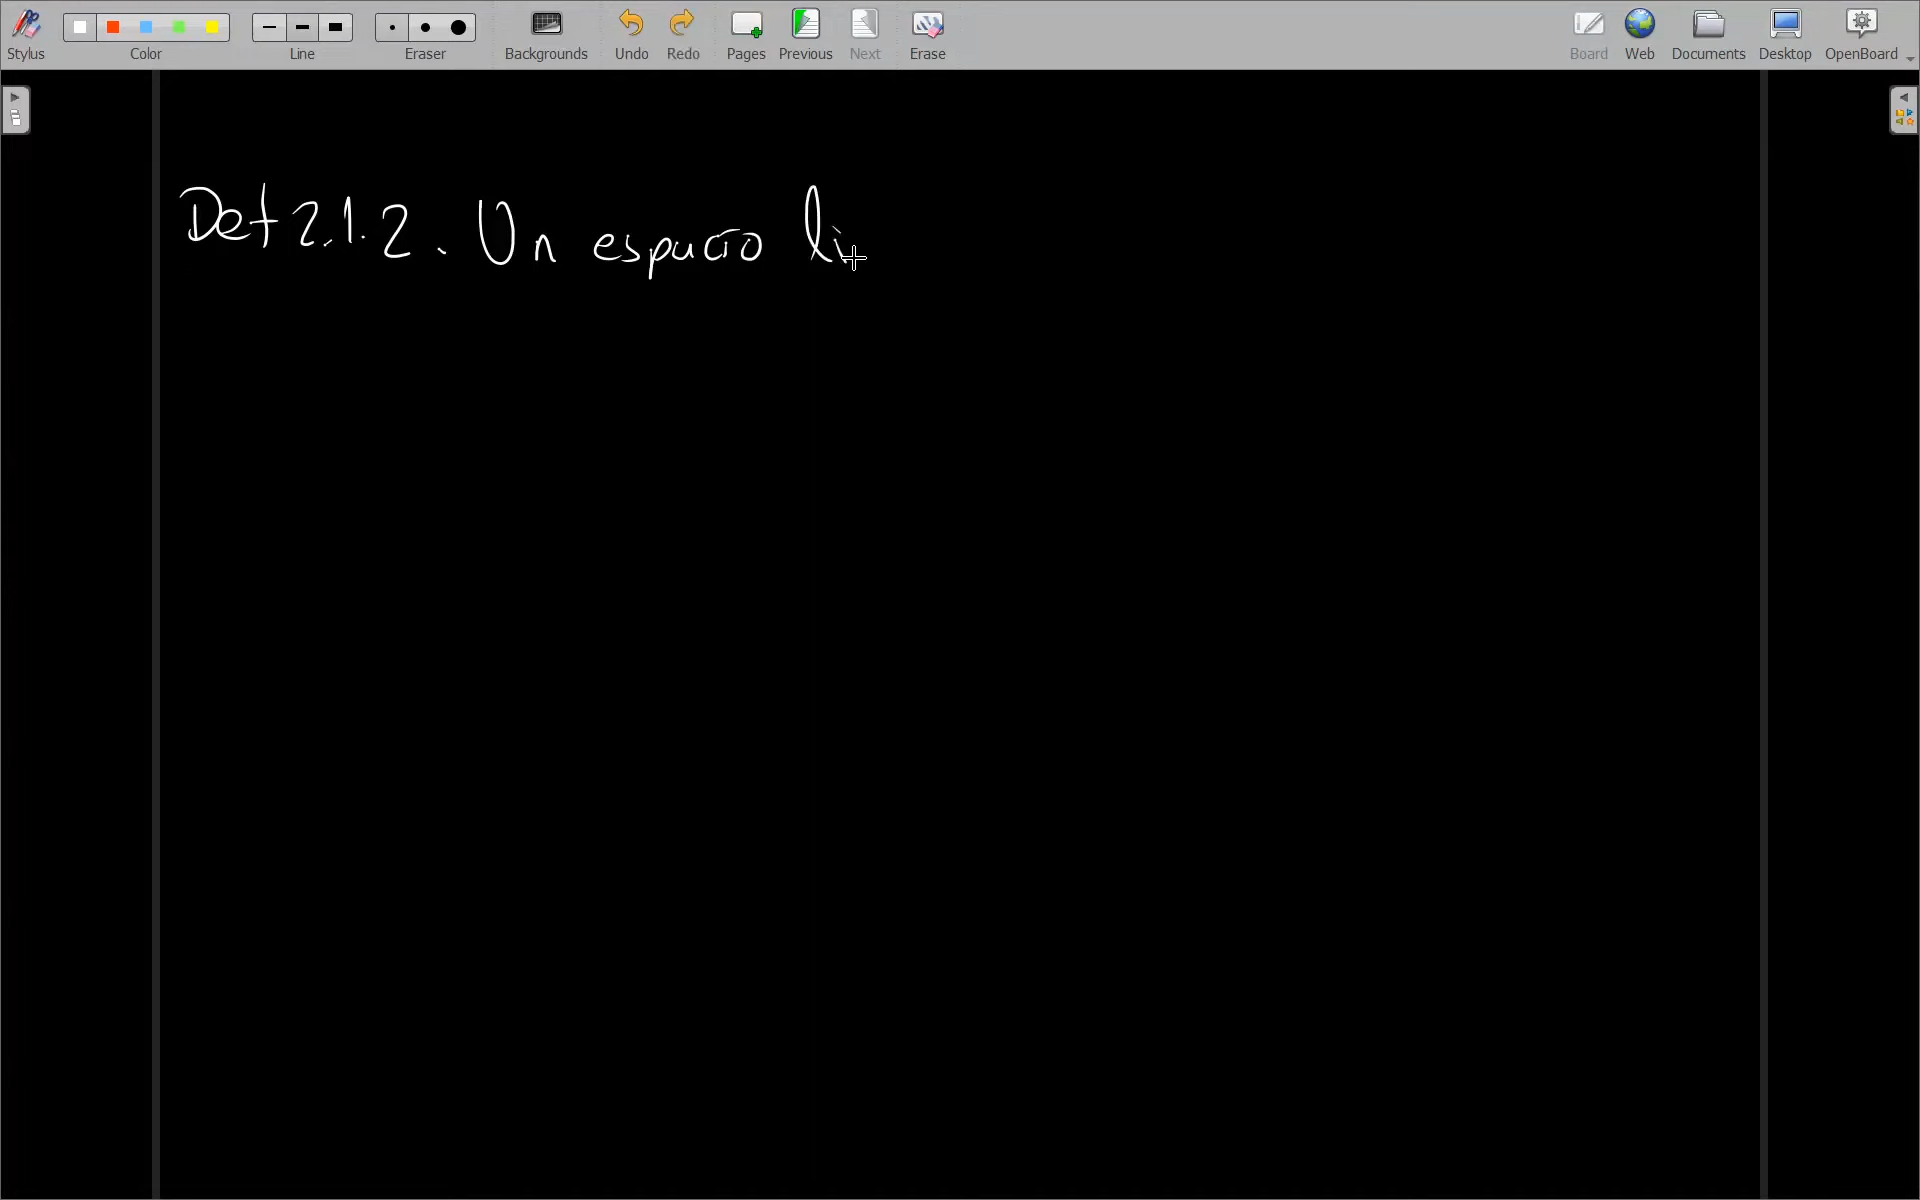 Stylus Color Line Eraser Backgrounds Undo Redo Pages Previous Next Erase Board Web Documents Desktop OpenBoard
Def 2.1.2. Un espacio li